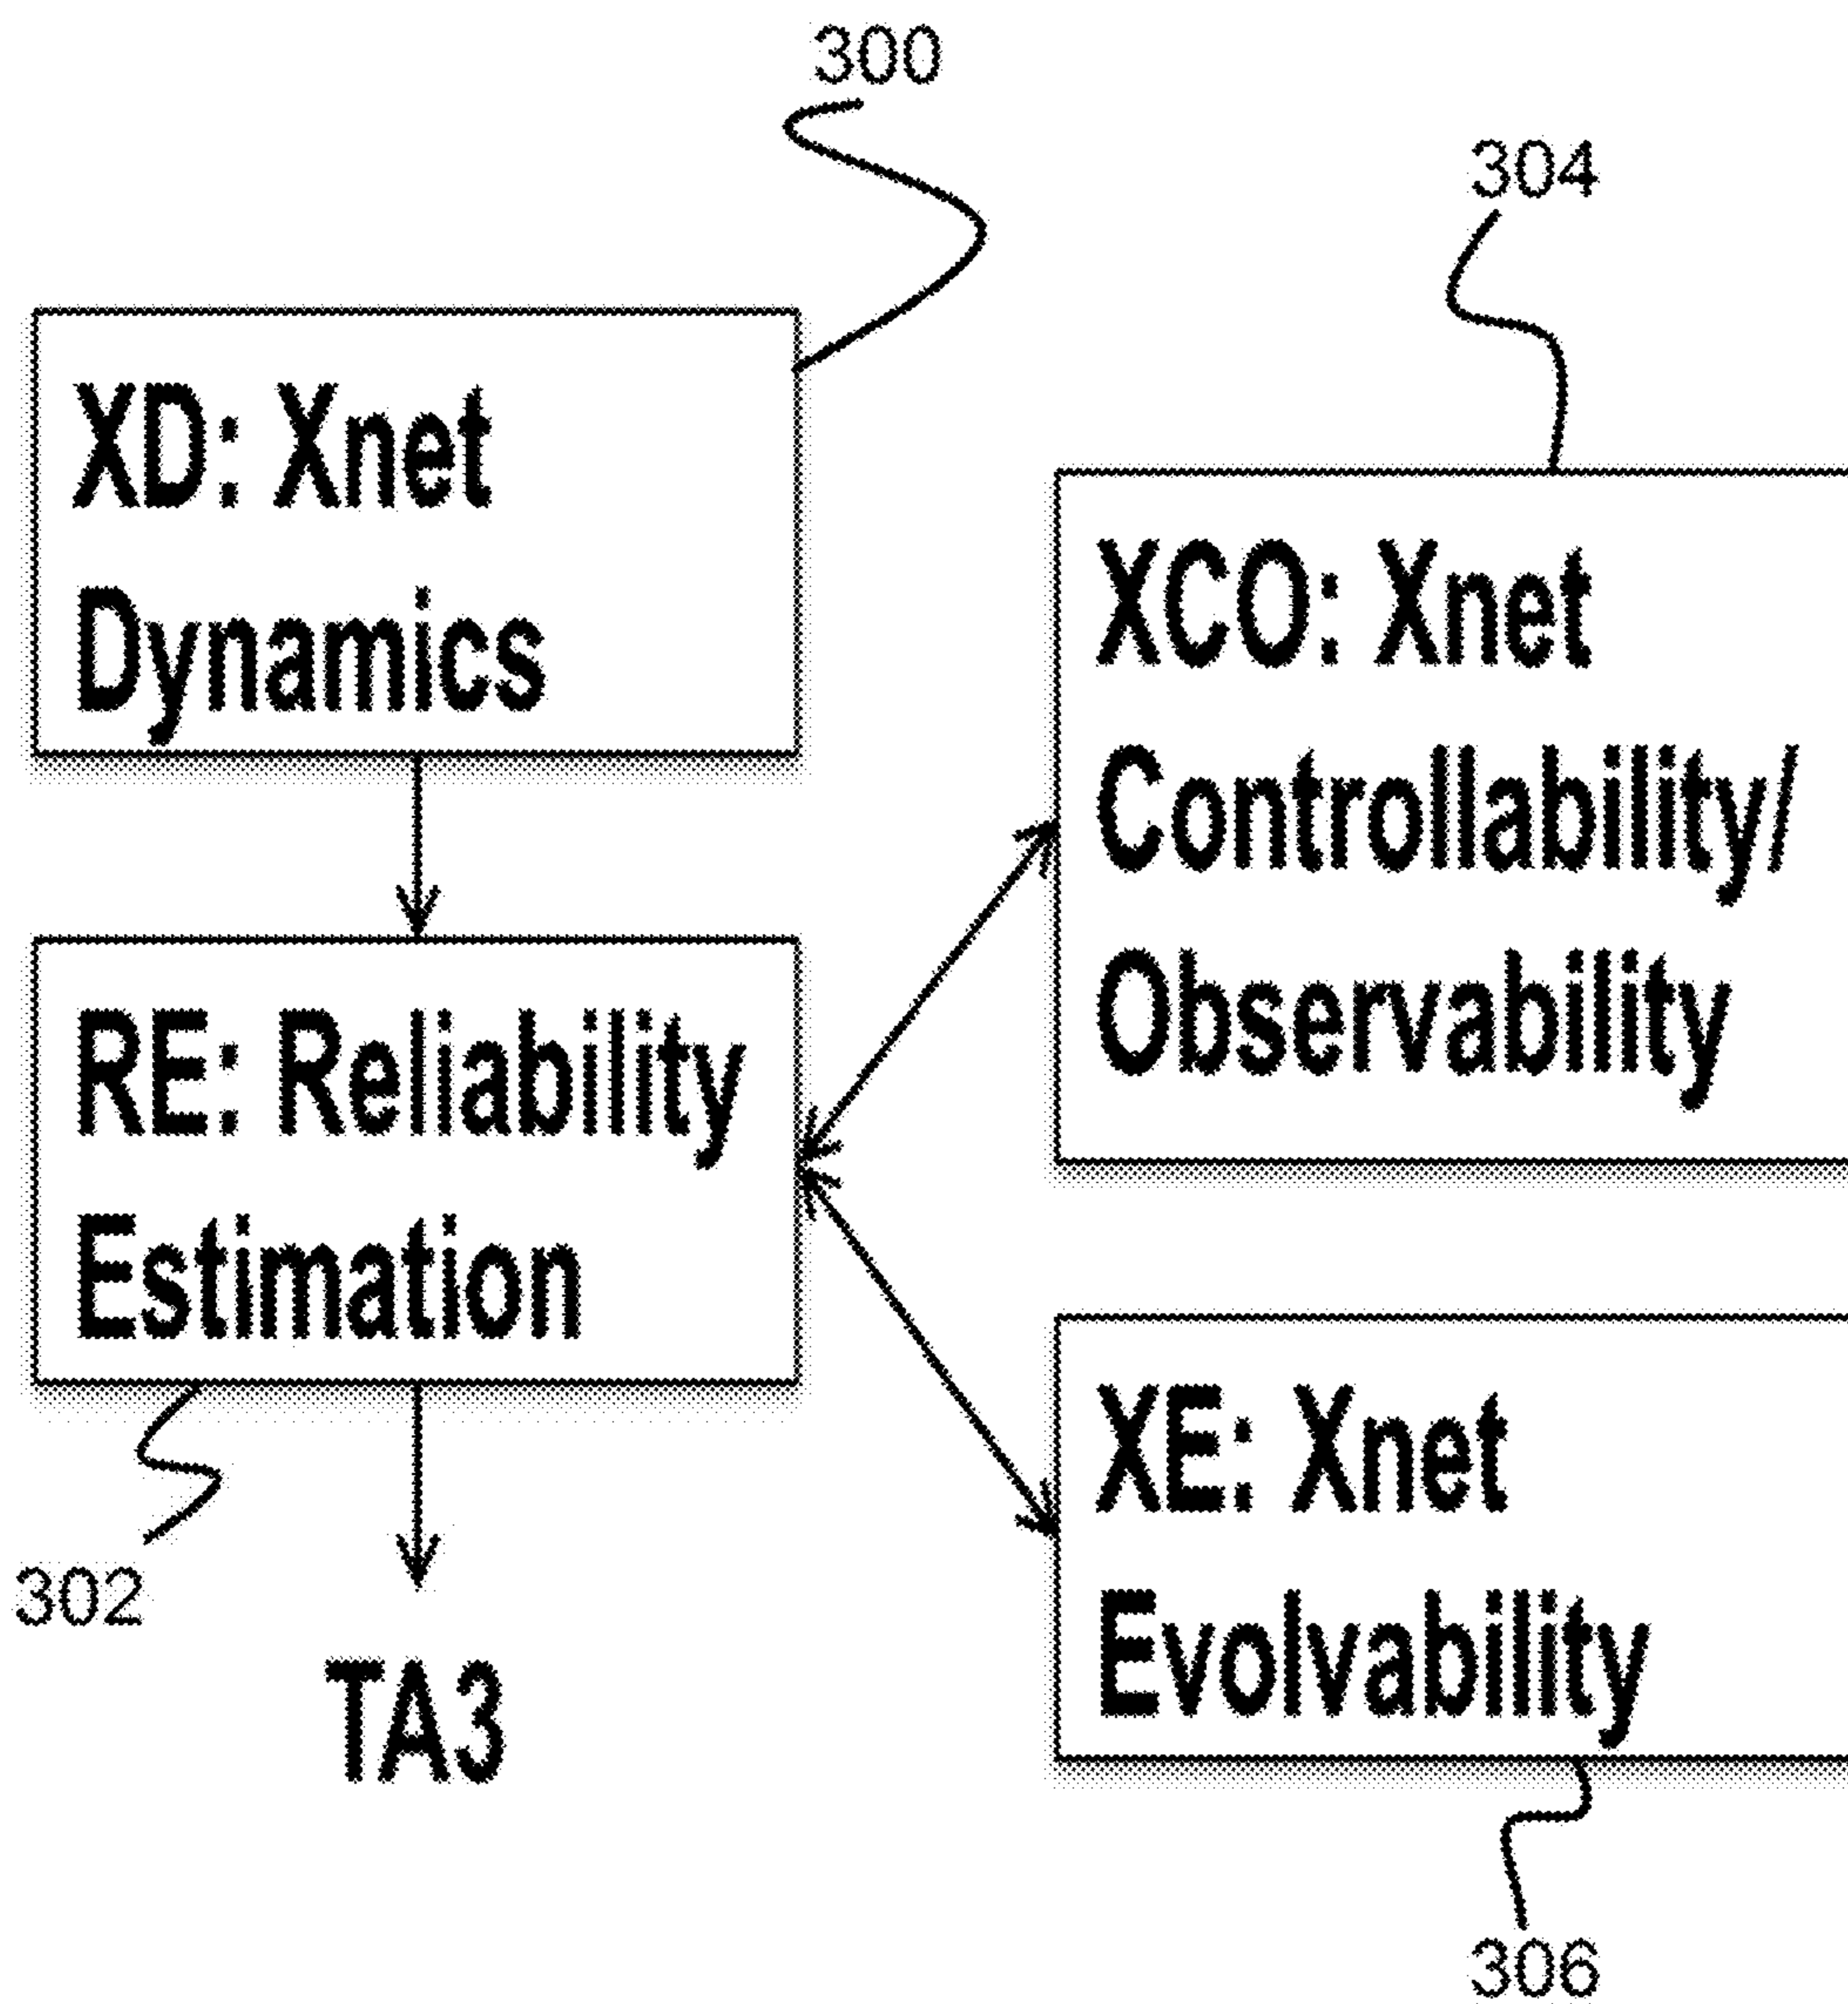 300
304
XD: Xnet
Dynamics
XCO: Xnet
Controllability/
Observability
RE: Reliability
Estimation
XE: Xnet
Evolvability
302
TA3
306